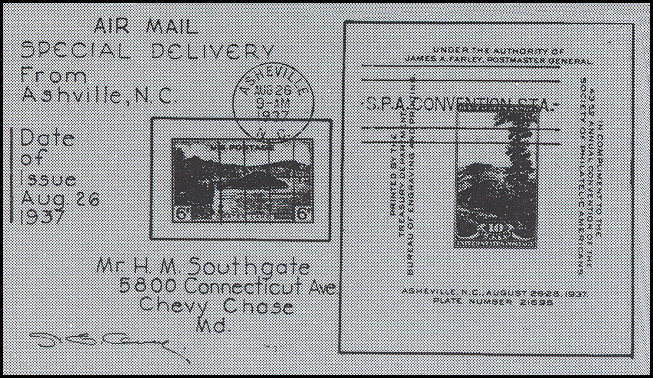 AIR MAIL
SPECIAL DELIVERY
From
Ashville, N.C.
Date
of
Issue
Aug 26
1937
ASHEVILLE
AUG 26
9-AM
1937
N.C.
U.S. POSTAGE
6¢ 6¢
Mr. H. M. Southgate
5800 Connecticut Ave
Chevy Chase
Md.
UNDER THE AUTHORITY OF
JAMES A. FARLEY, POSTMASTER GENERAL
-S.P.A. CONVENTION STA.-
PRINTED BY THE
TREASURY DEPARTMENT,
BUREAU OF ENGRAVING AND PRINTING.
IN COMPLIMENT TO THE
43RD ANNUAL CONVENTION OF THE
SOCIETY OF PHILATELIC AMERICANS
10
CENTS
ASHEVILLE, N.C., AUGUST 26-28, 1937
PLATE NUMBER 21695